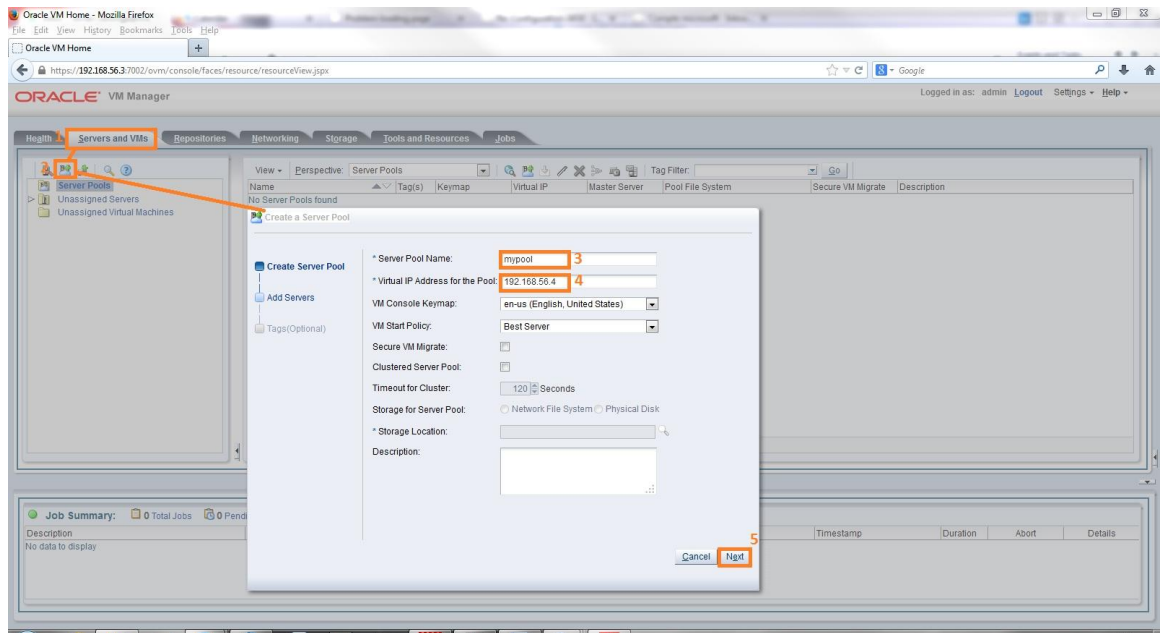 Oracle VM Home - Mozilla Firefox
File Edit View History Bookmarks Tools Help
Oracle VM Home +
https://192.168.56.3:7002/ovm/console/faces/resource/resourceView.jspx
Google
ORACLE VM Manager
Logged in as: admin Logout Settings Help
Health 1 Servers and VMs Repositories Networking Storage Tools and Resources Jobs
View Perspective: Server Pools Tag Filter: Go
Server Pools
Unassigned Servers
Unassigned Virtual Machines
Name Tag(s) Keymap Virtual IP Master Server Pool File System Secure VM Migrate Description
No Server Pools found
Create a Server Pool
Create Server Pool
Add Servers
Tags(Optional)
* Server Pool Name: mypool 3
* Virtual IP Address for the Pool: 192.168.56.4 4
VM Console Keymap: en-us (English, United States)
VM Start Policy: Best Server
Secure VM Migrate:
Clustered Server Pool:
Timeout for Cluster: 120 Seconds
Storage for Server Pool: Network File System Physical Disk
* Storage Location:
Description:
5
Cancel Next
Job Summary: 0 Total Jobs 0
Description Timestamp Duration Abort Details
No data to display